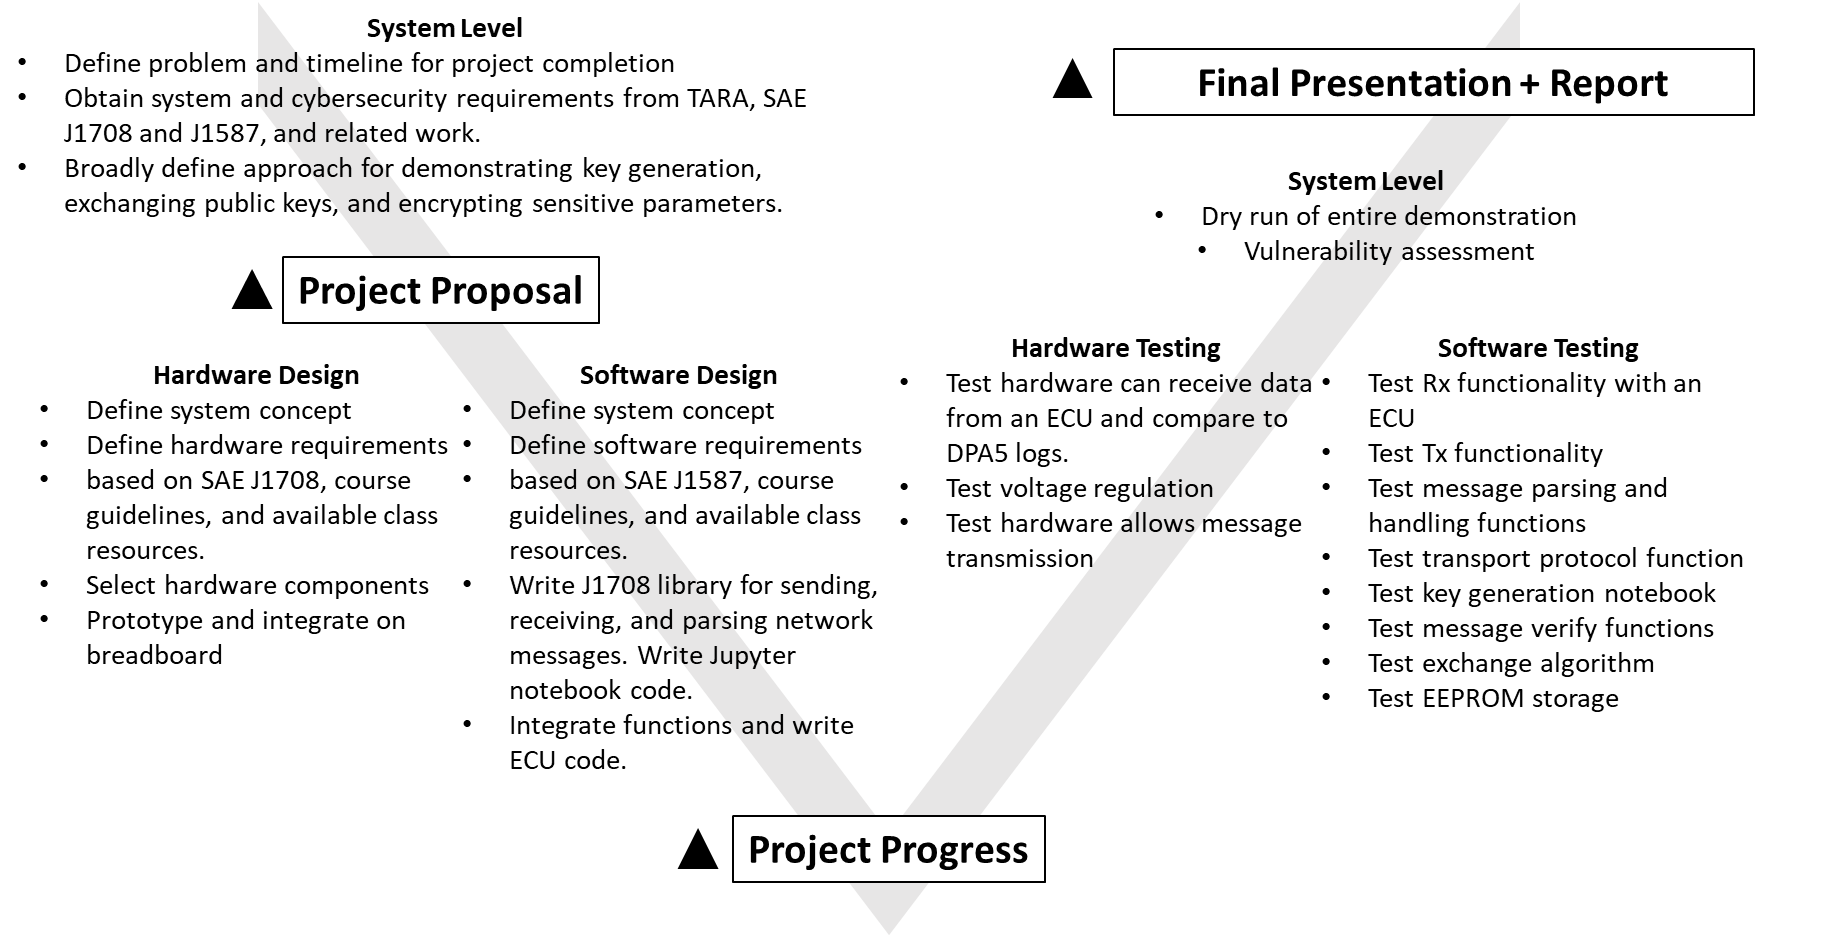 System Level
• Define problem and timeline for project completion
• Obtain system and cybersecurity requirements from TARA, SAE
J1708 and J1587, and related work.
• Broadly define approach for demonstrating key generation,
exchanging public keys, and encrypting sensitive parameters.
Project Proposal
Hardware Design
• Define system concept
• Define hardware requirements
• based on SAE J1708, course
guidelines, and available class
resources.
• Select hardware components
• Prototype and integrate on
breadboard
Software Design
• Define system concept
• Define software requirements
• based on SAE J1587, course
guidelines, and available class
resources.
• Write J1708 library for sending,
receiving, and parsing network
messages. Write Jupyter
notebook code.
• Integrate functions and write
ECU code.
Project Progress
Final Presentation + Report
System Level
• Dry run of entire demonstration
• Vulnerability assessment
Hardware Testing
• Test hardware can receive data
from an ECU and compare to
DPA5 logs.
• Test voltage regulation
• Test hardware allows message
transmission
Software Testing
• Test Rx functionality with an
ECU
• Test Tx functionality
• Test message parsing and
handling functions
• Test transport protocol function
• Test key generation notebook
• Test message verify functions
• Test exchange algorithm
• Test EEPROM storage